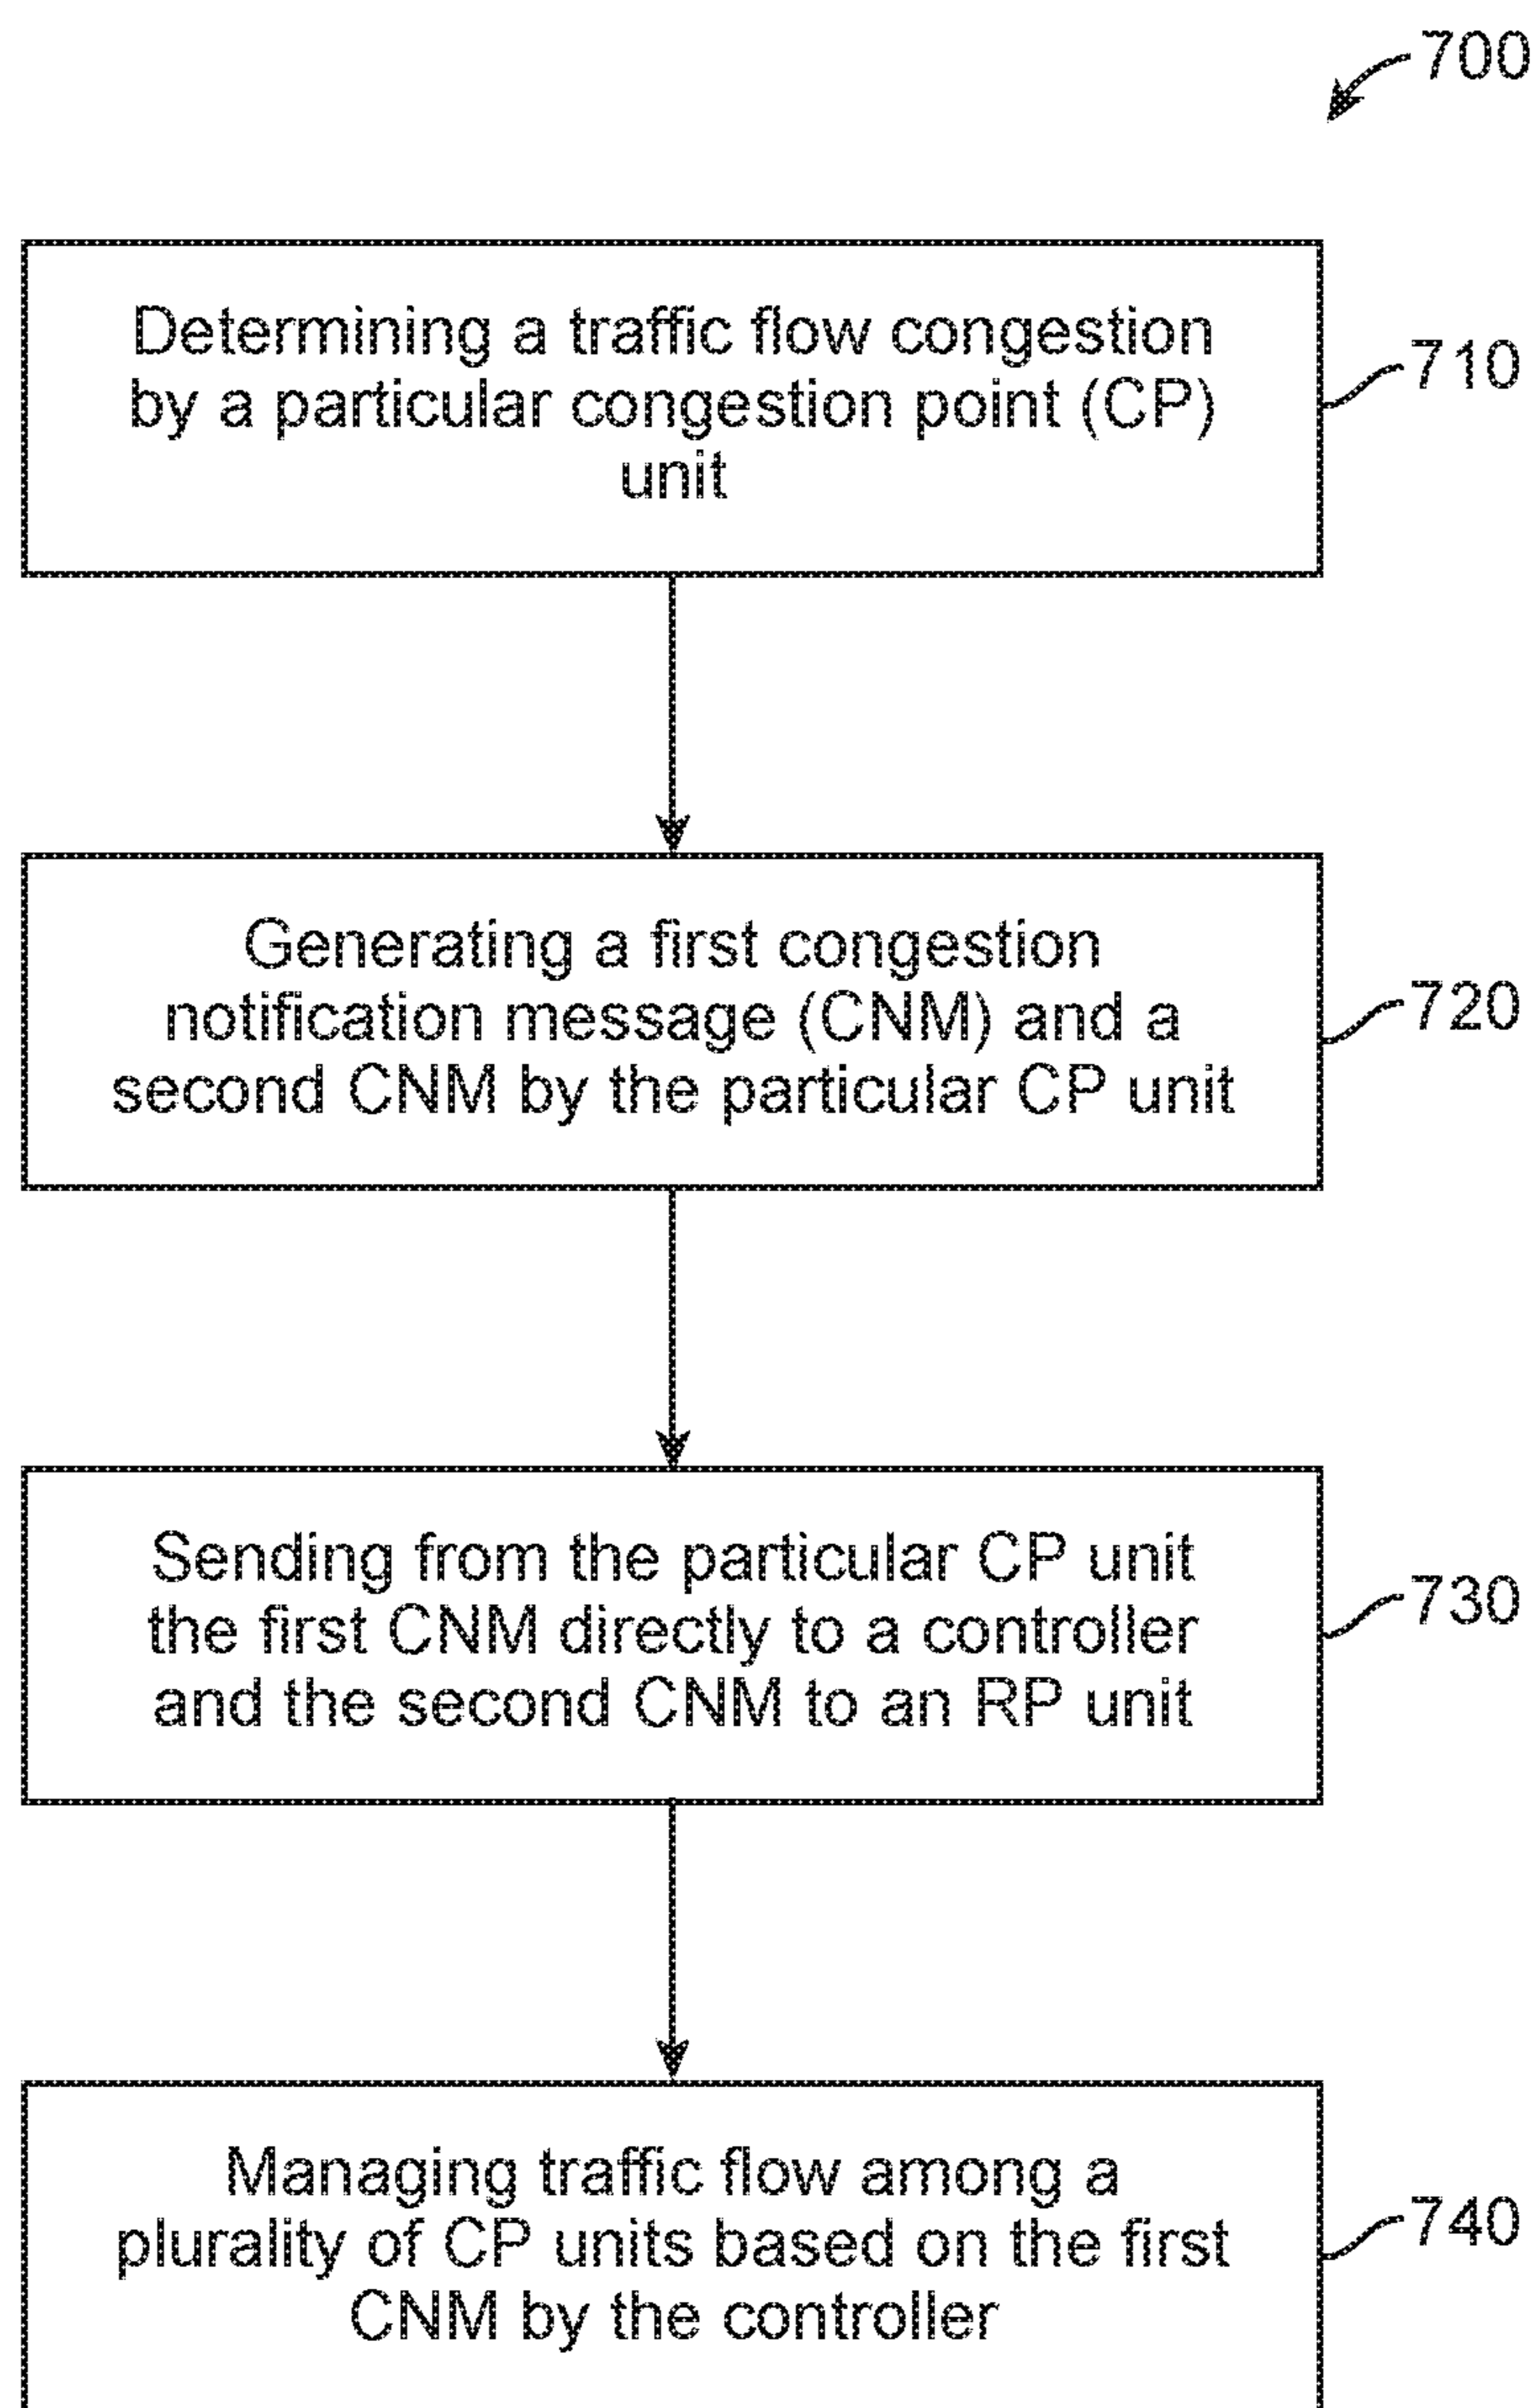 700
Determining a traffic flow congestion
by a particular congestion point (CP)
unit
710
Generating a first congestion
notification message (CNM) and a
second CNM by the particular CP unit
720
Sending from the particular CP unit
the first CNM directly to a controller
and the second CNM to an RP unit
730
Managing traffic flow among a
plurality of CP units based on the first
CNM by the controller
740